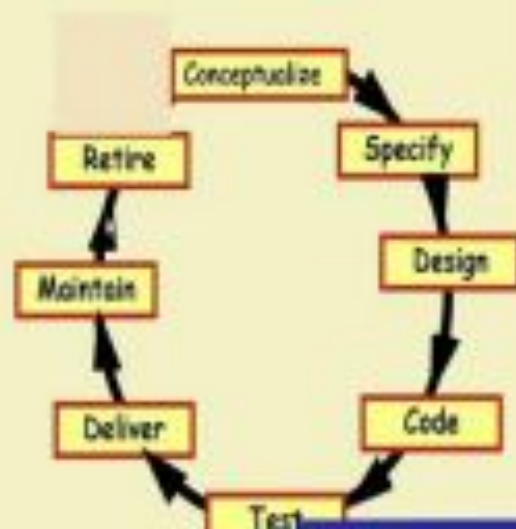 Conceptualize
Specify
Design
Code
Test
Deliver
Maintain
Retire